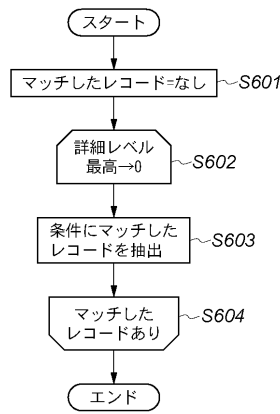 スタート
マッチしたレコード=なし
S601
詳細レベル
最高→0
S602
条件にマッチした
レコードを抽出
S603
マッチした
レコードあり
S604
エンド